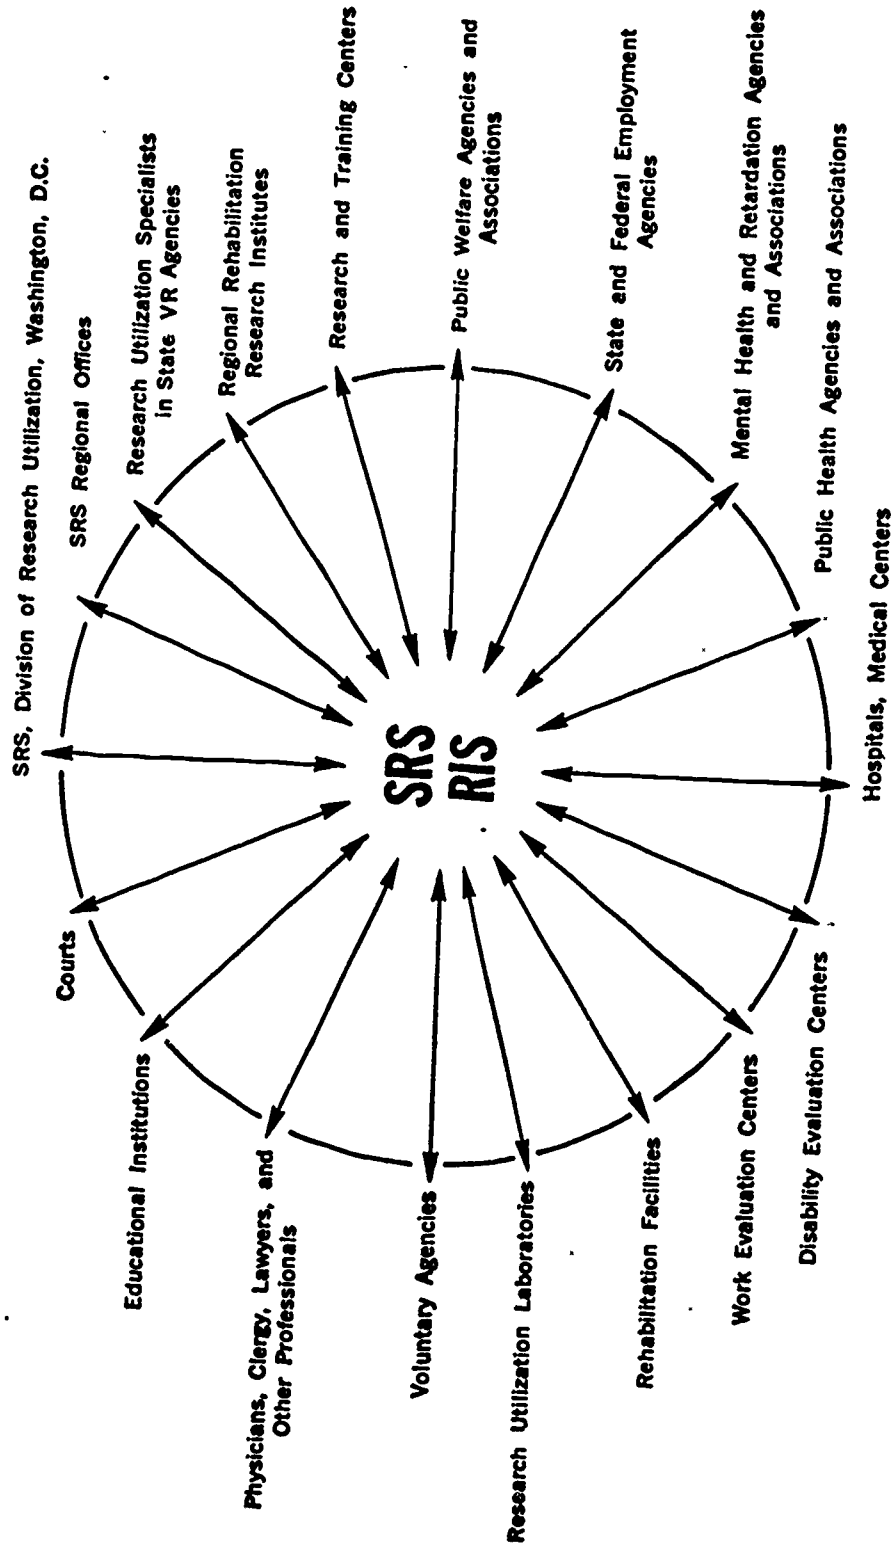 SRS, Division of Research Utilization, Washington, D.C.
SRS Regional Offices
Research Utilization Specialists
in State VR Agencies
Regional Rehabilitation
Research Institutes
Research and Training Centers
Public Welfare Agencies and
Associations
State and Federal Employment
Agencies
Mental Health and Retardation Agencies
and Associations
Public Health Agencies and Associations
Hospitals, Medical Centers
Disability Evaluation Centers
Work Evaluation Centers
Rehabilitation Facilities
Research Utilization Laboratories
Voluntary Agencies
Physicians, Clergy, Lawyers, and
Other Professionals
Educational Institutions
Courts
SRS
RIS